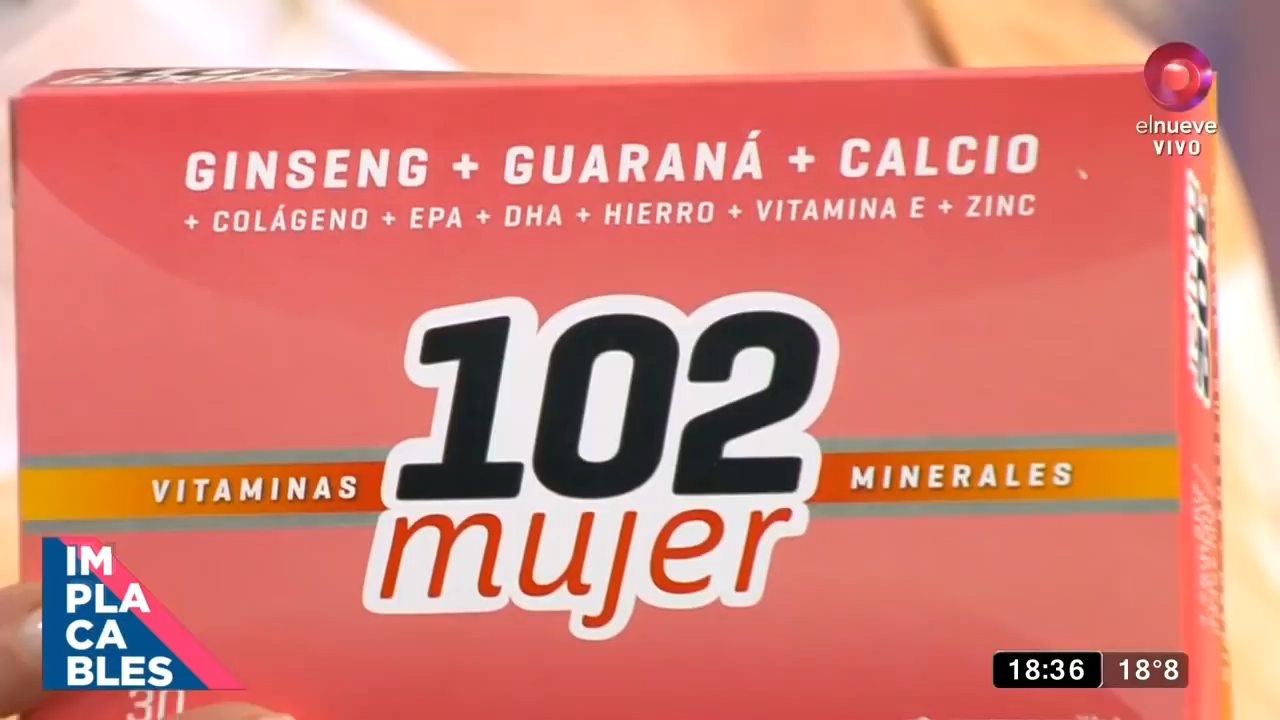 elnueve
VIVO
GINSENG + GUARANÁ + CALCIO
+ COLÁGENO + EPA + DHA + HIERRO + VITAMINA E + ZINC
102
VITAMINAS
MINERALES
mujer
IM
PLA
CA
BLES
30
18:36
18°8